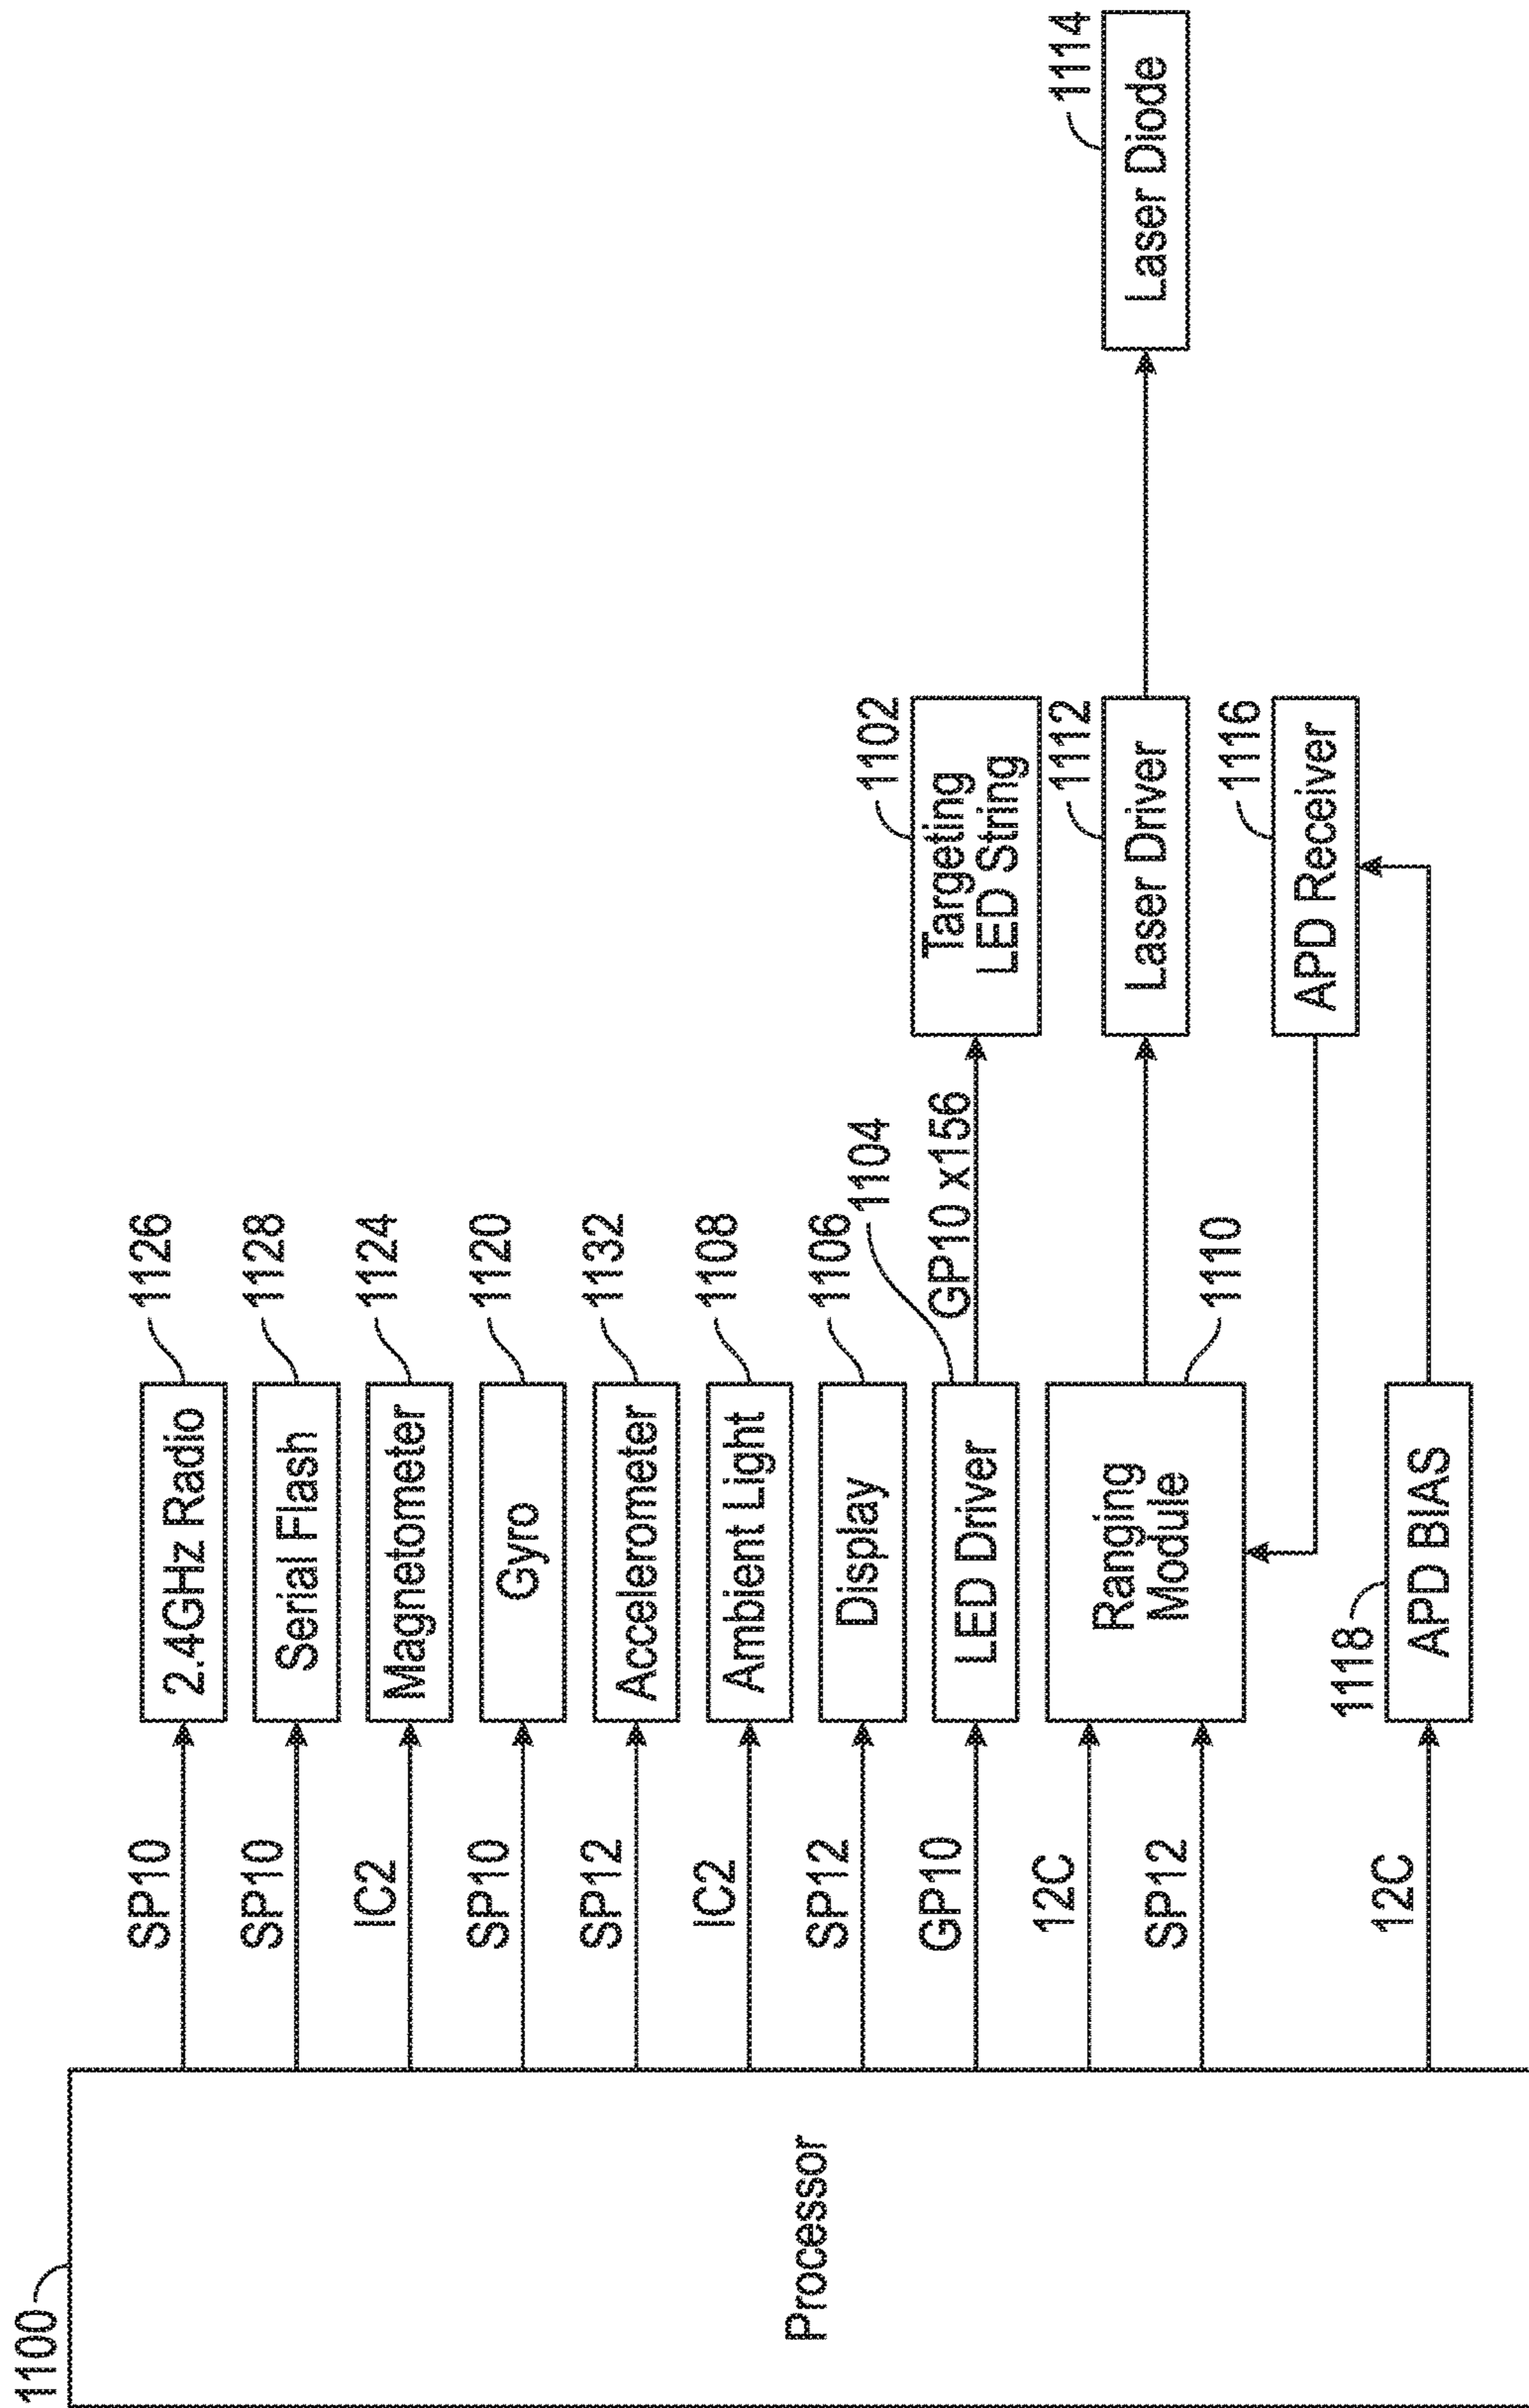 1100
Processor
SP10
2.4GHz Radio
1126
SP10
Serial Flash
1128
IC2
Magnetometer
1124
SP10
Gyro
1120
SP12
Accelerometer
1132
IC2
Ambient Light
1108
SP12
Display
1106
GP10
LED Driver
1104
GP10 x156
Targeting
LED String
1102
12C
SP12
Ranging
Module
1110
Laser Driver
1112
Laser Diode
1114
APD Receiver
1116
12C
APD BIAS
1118